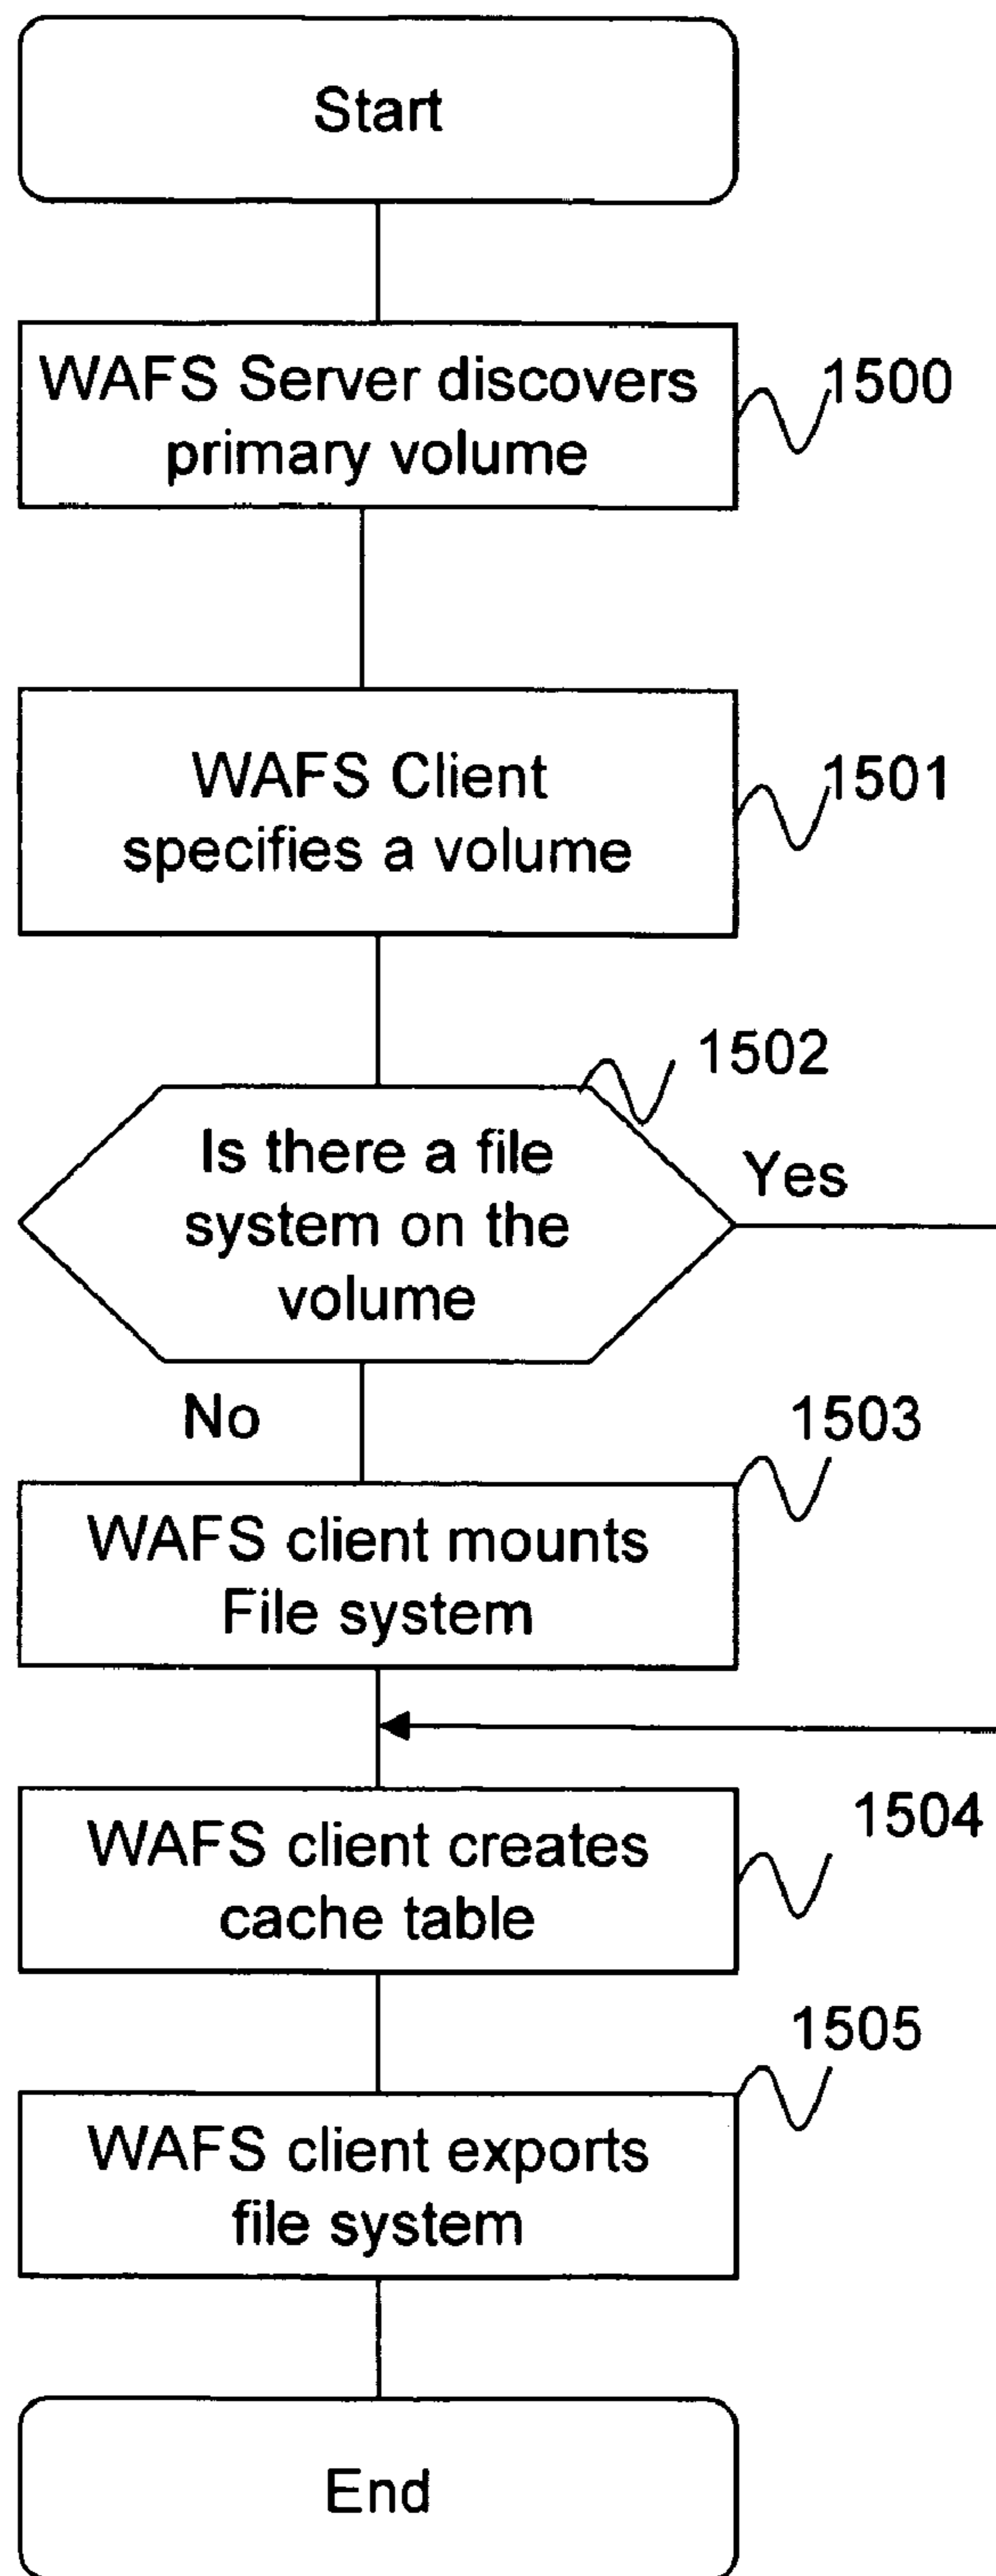 Start
WAFS Server discovers
primary volume
1500
WAFS Client
specifies a volume
1501
1502
Is there a file
system on the
volume
Yes
No
1503
WAFS client mounts
File system
1504
WAFS client creates
cache table
1505
WAFS client exports
file system
End